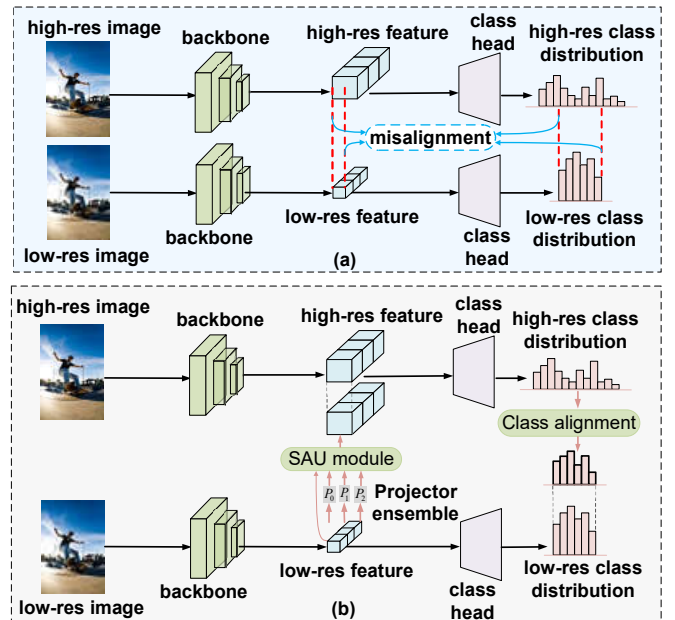 high-res image
backbone
high-res feature
class
head
high-res class
distribution
misalignment
low-res image
backbone
low-res feature
class
head
low-res class
distribution
(a)
high-res image
backbone
high-res feature
class
head
high-res class
distribution
Class alignment
SAU module
P0 P1 P2
Projector
ensemble
low-res image
backbone
low-res feature
class
head
low-res class
distribution
(b)